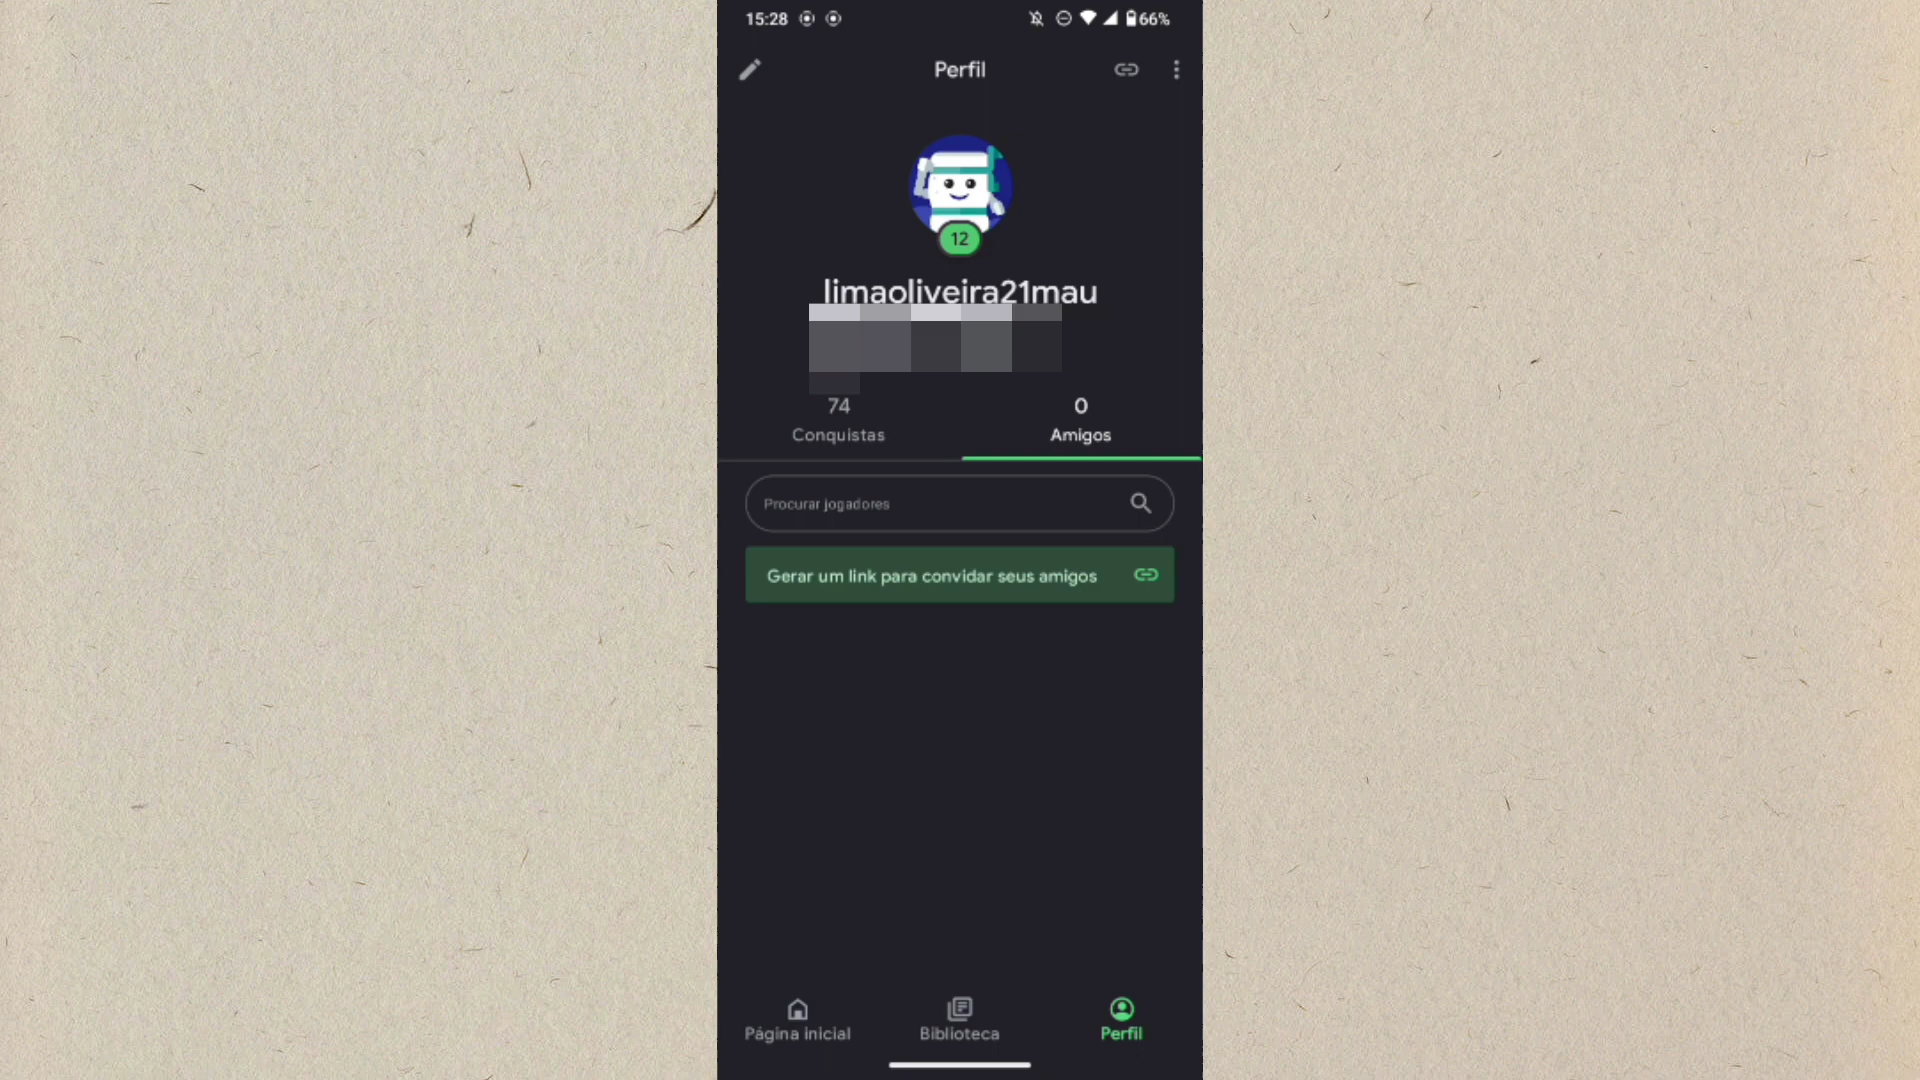 15:28
66%
Perfil
12
limaoliveira21mau
74
Conquistas
0
Amigos
Procurar jogadores
Gerar um link para convidar seus amigos
Página inicial
Biblioteca
Perfil